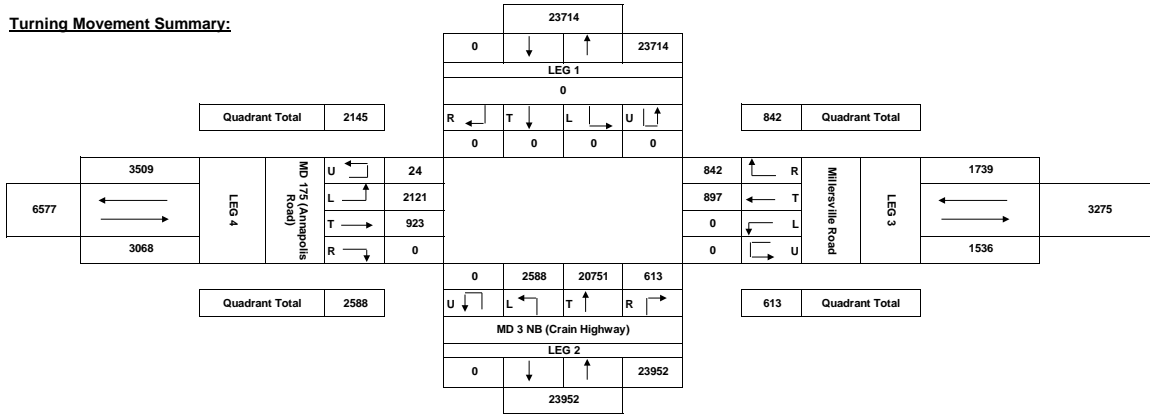 Turning Movement Summary:
23714
0 23714
LEG 1
0
Quadrant Total 2145
R T L U
842 Quadrant Total
0 0 0 0
3509
LEG 4
MD 175 (Annapolis Road)
U 24
842 R
Millersville Road
LEG 3
1739
6577
L 2121
897 T
3275
T 923
0 L
3068
R 0
0 U
1536
Quadrant Total 2588
0 2588 20751 613
U L T R
613 Quadrant Total
MD 3 NB (Crain Highway)
LEG 2
0 23952
23952